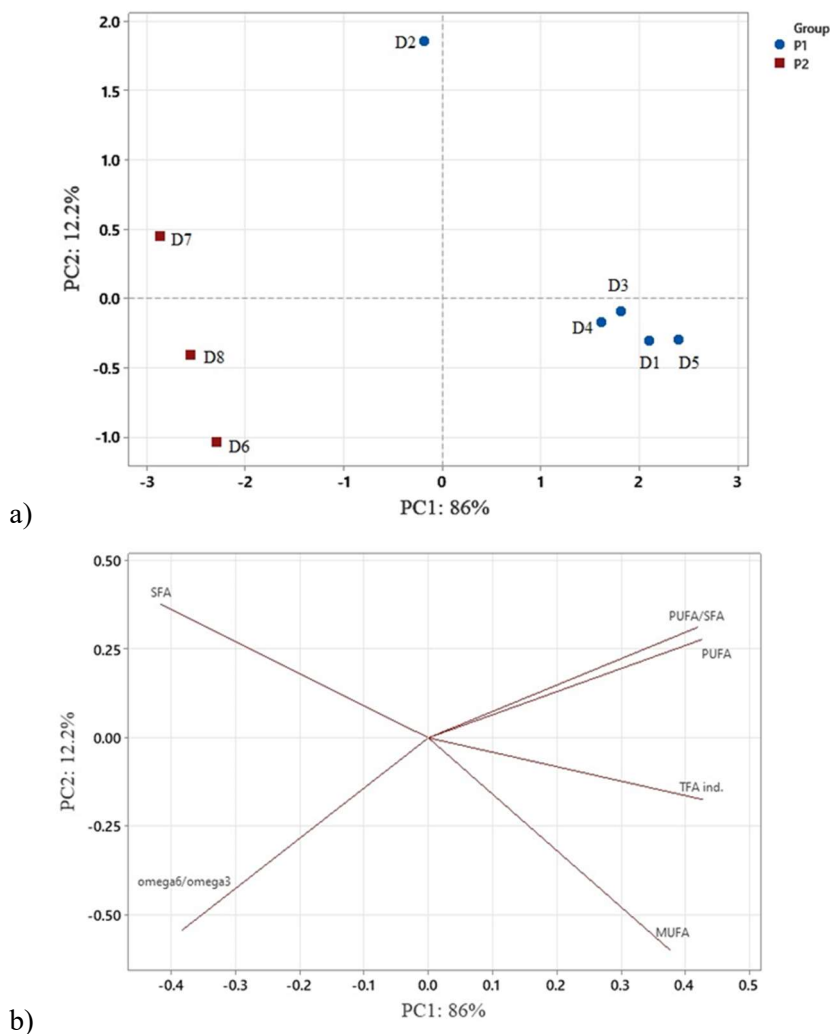 Group
P1
P2
2.0
1.5
1.0
0.5
0.0
-0.5
-1.0
PC2: 12.2%
D2
D7
D8
D6
D3
D4
D1 D5
-3 -2 -1 0 1 2 3
PC1: 86%
a)
0.50
0.25
0.00
-0.25
-0.50
PC2: 12.2%
SFA
PUFA/SFA
PUFA
TFA ind.
omega6/omega3
MUFA
-0.4 -0.3 -0.2 -0.1 0.0 0.1 0.2 0.3 0.4 0.5
PC1: 86%
b)